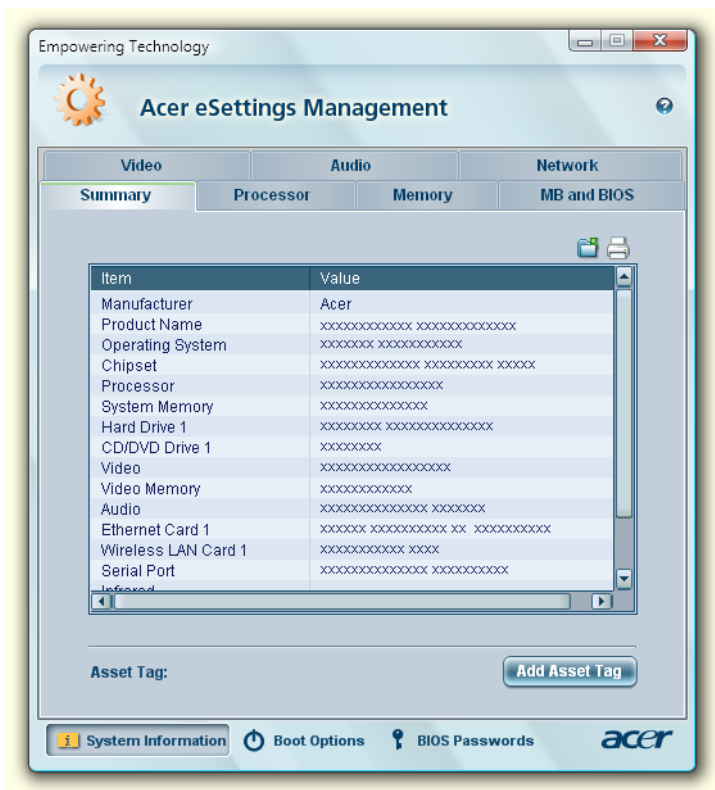 Empowering Technology
Acer eSettings Management
Video Audio Network
Summary Processor Memory MB and BIOS
Item Value
Manufacturer Acer
Product Name xxxxxxxxxxxx xxxxxxxxxxxxx
Operating System xxxxxxx xxxxxxxxxxx
Chipset xxxxxxxxxxxxx xxxxxxxxx xxxxx
Processor xxxxxxxxxxxxxxxx
System Memory xxxxxxxxxxxxxx
Hard Drive 1 xxxxxxxx xxxxxxxxxxxxxx
CD/DVD Drive 1 xxxxxxxx
Video xxxxxxxxxxxxxxxxx
Video Memory xxxxxxxxxxxx
Audio xxxxxxxxxxxxxx xxxxxxx
Ethernet Card 1 xxxxxx xxxxxxxxxx xx xxxxxxxxxx
Wireless LAN Card 1 xxxxxxxxxxx xxxx
Serial Port xxxxxxxxxxxxxx xxxxxxxxxx
Infrared
Asset Tag: Add Asset Tag
System Information Boot Options BIOS Passwords acer